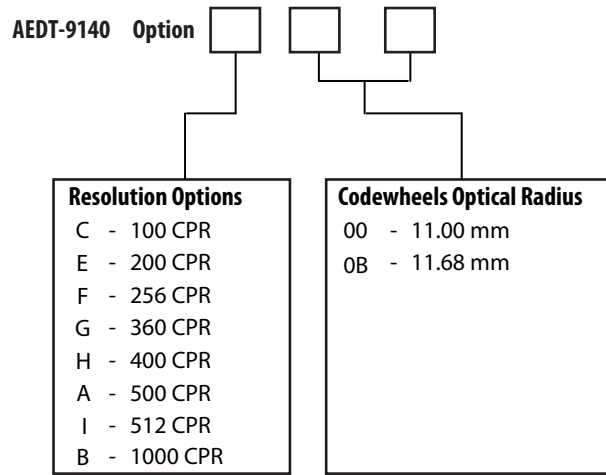 AEDT-9140 Option
Resolution Options
C - 100 CPR
E - 200 CPR
F - 256 CPR
G - 360 CPR
H - 400 CPR
A - 500 CPR
I - 512 CPR
B - 1000 CPR
Codewheels Optical Radius
00 - 11.00 mm
0B - 11.68 mm